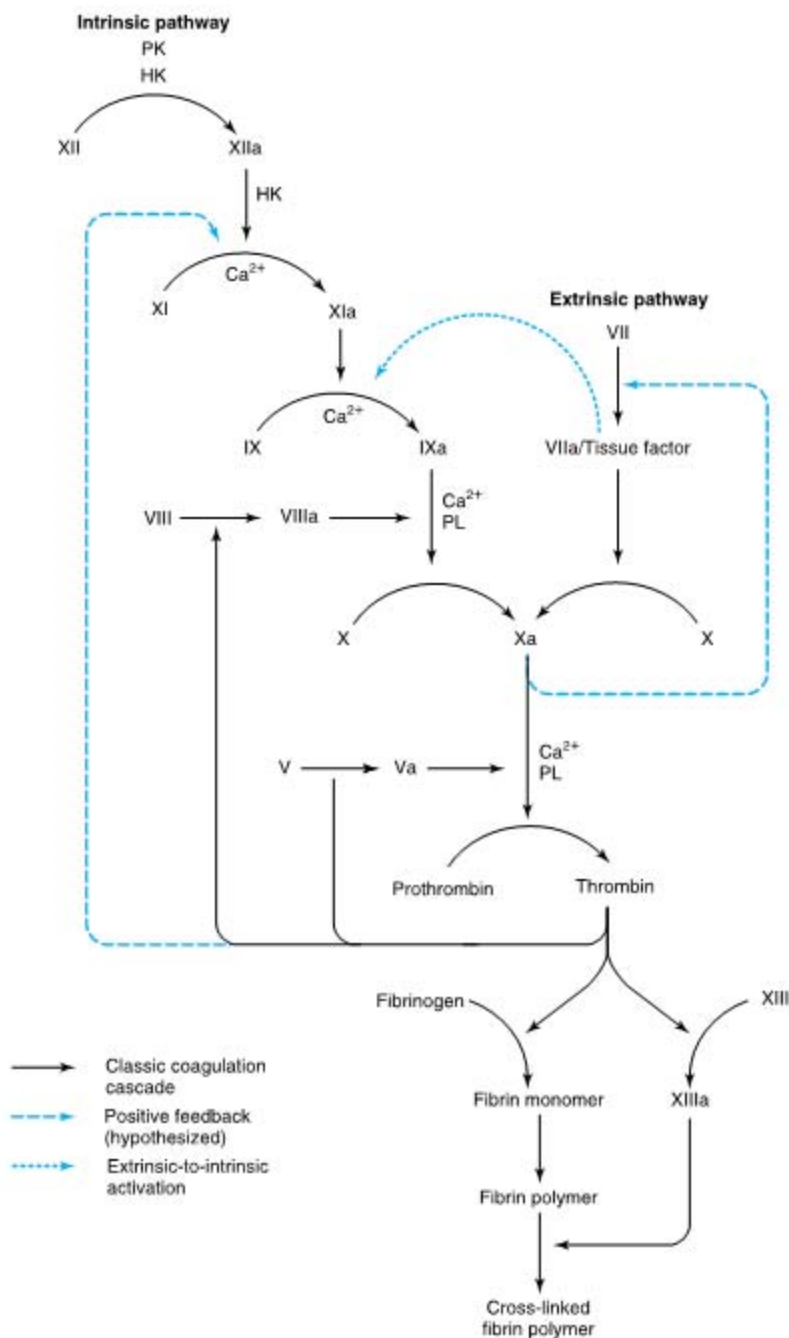 Intrinsic pathway
PK
HK
XII
XIIa
HK
Ca2+
XI
XIa
Extrinsic pathway
VII
Ca2+
IX
IXa
VIIa/Tissue factor
VIII
VIIIa
Ca2+
PL
X
Xa
X
V
Va
Ca2+
PL
Prothrombin
Thrombin
Fibrinogen
XIII
Classic coagulation
cascade
Positive feedback
(hypothesized)
Extrinsic-to-intrinsic
activation
Fibrin monomer
XIIIa
Fibrin polymer
Cross-linked
fibrin polymer